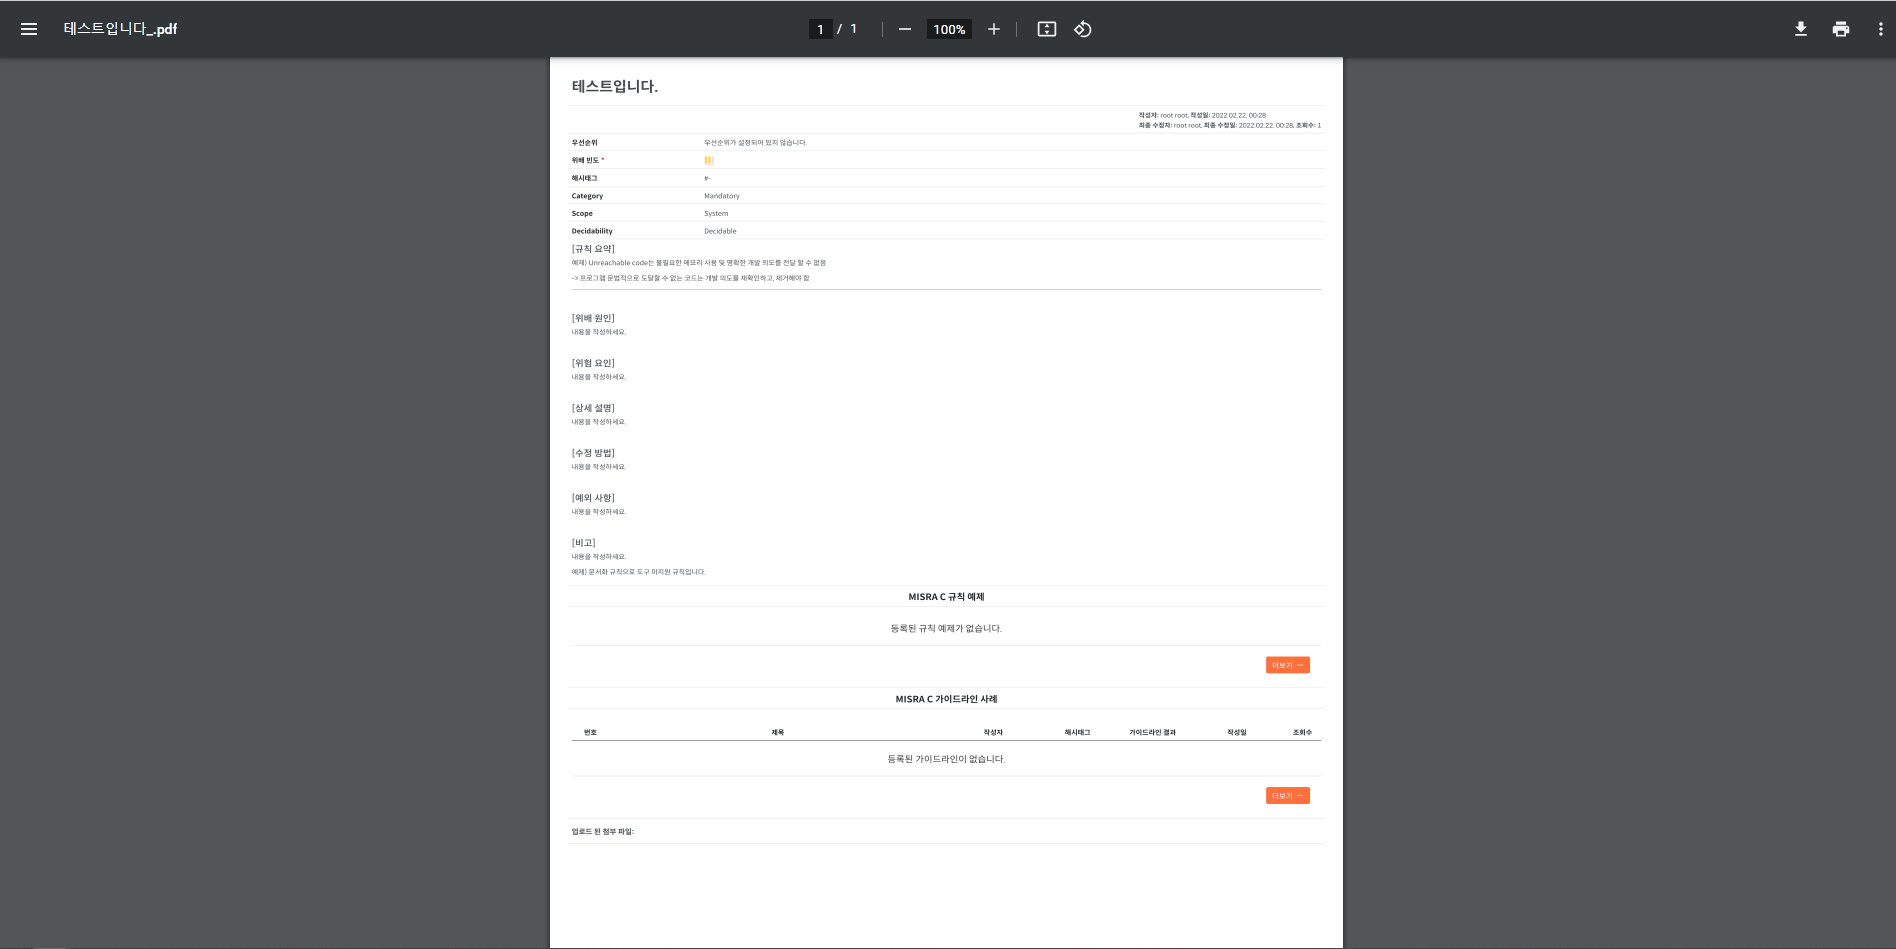 테스트입니다_.pdf
1 / 1
100%
테스트입니다.
작성자: root root, 작성일: 2022.02.22. 00:28
최종 수정자: root root, 최종 수정일: 2022.02.22. 00:28, 조회수: 1
우선순위 우선순위가 설정되어 있지 않습니다.
위배 빈도 *
해시태그 #-
Category Mandatory
Scope System
Decidability Decidable
[규칙 요약]
예제) Unreachable code는 불필요한 메모리 사용 및 명확한 개발 의도를 전달 할 수 없음
-> 프로그램 문법적으로 도달할 수 없는 코드는 개발 의도를 재확인하고, 제거해야 함
[위배 원인]
내용을 작성하세요.
[위험 요인]
내용을 작성하세요.
[상세 설명]
내용을 작성하세요.
[수정 방법]
내용을 작성하세요.
[예외 사항]
내용을 작성하세요.
[비고]
내용을 작성하세요.
예제) 문서화 규칙으로 도구 미지원 규칙입니다.
MISRA C 규칙 예제
등록된 규칙 예제가 없습니다.
더보기 ···
MISRA C 가이드라인 사례
번호 제목 작성자 해시태그 가이드라인 결과 작성일 조회수
등록된 가이드라인이 없습니다.
더보기 ···
업로드 된 첨부 파일: